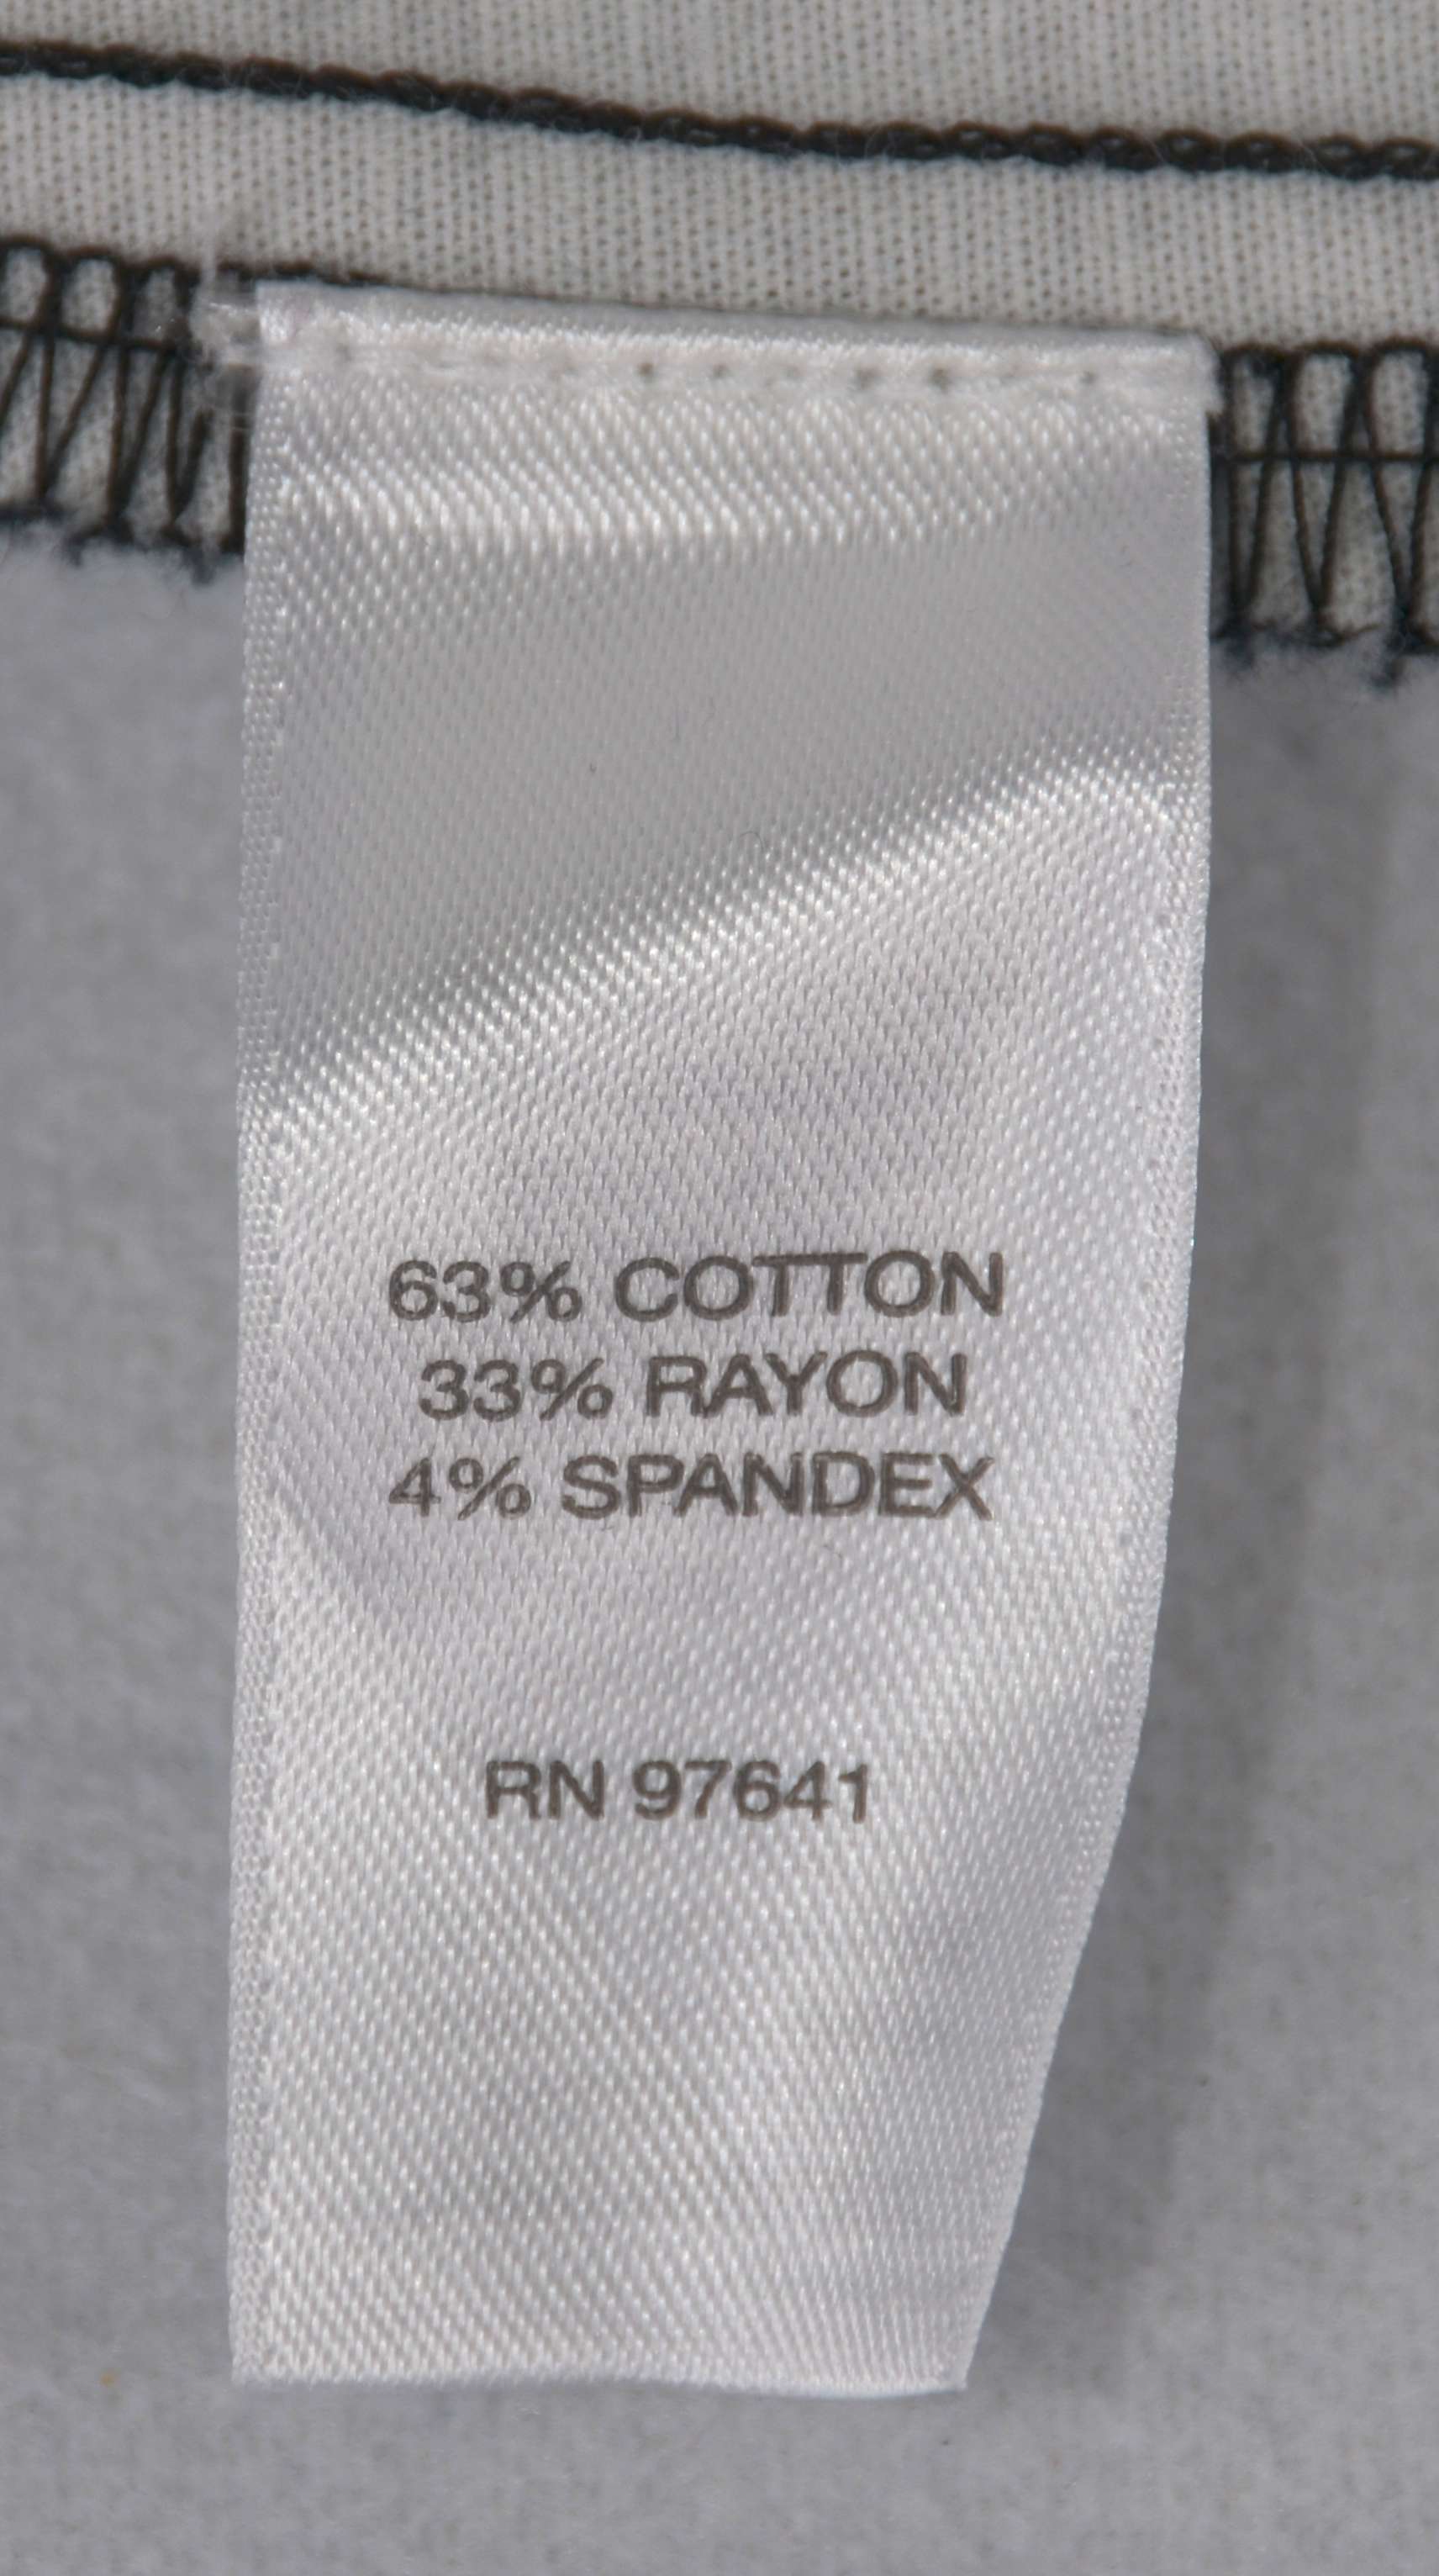 63% COTTON
33% RAYON
4% SPANDEX
RN 97641